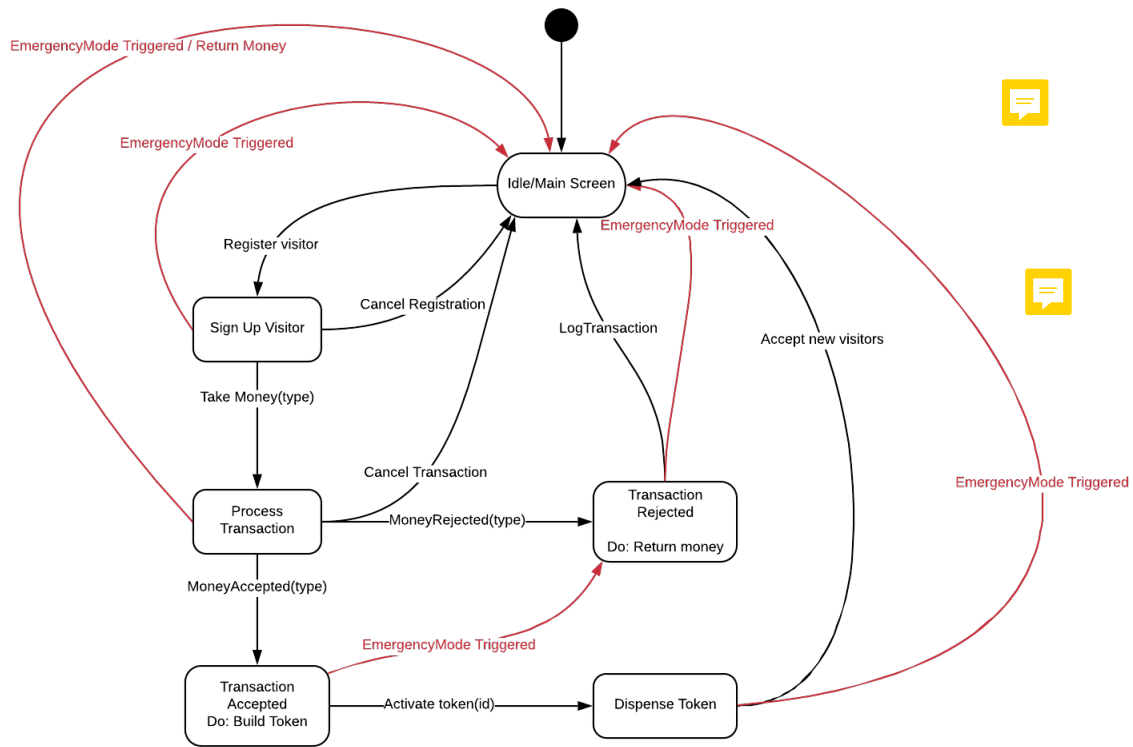 EmergencyMode Triggered / Return Money
EmergencyMode Triggered
Idle/Main Screen
EmergencyMode Triggered
Register visitor
Cancel Registration
Sign Up Visitor
LogTransaction
Accept new visitors
Take Money(type)
Cancel Transaction
EmergencyMode Triggered
Transaction
Rejected
Do: Return money
Process
Transaction
MoneyRejected(type)
MoneyAccepted(type)
EmergencyMode Triggered
Transaction
Accepted
Do: Build Token
Activate token(id)
Dispense Token